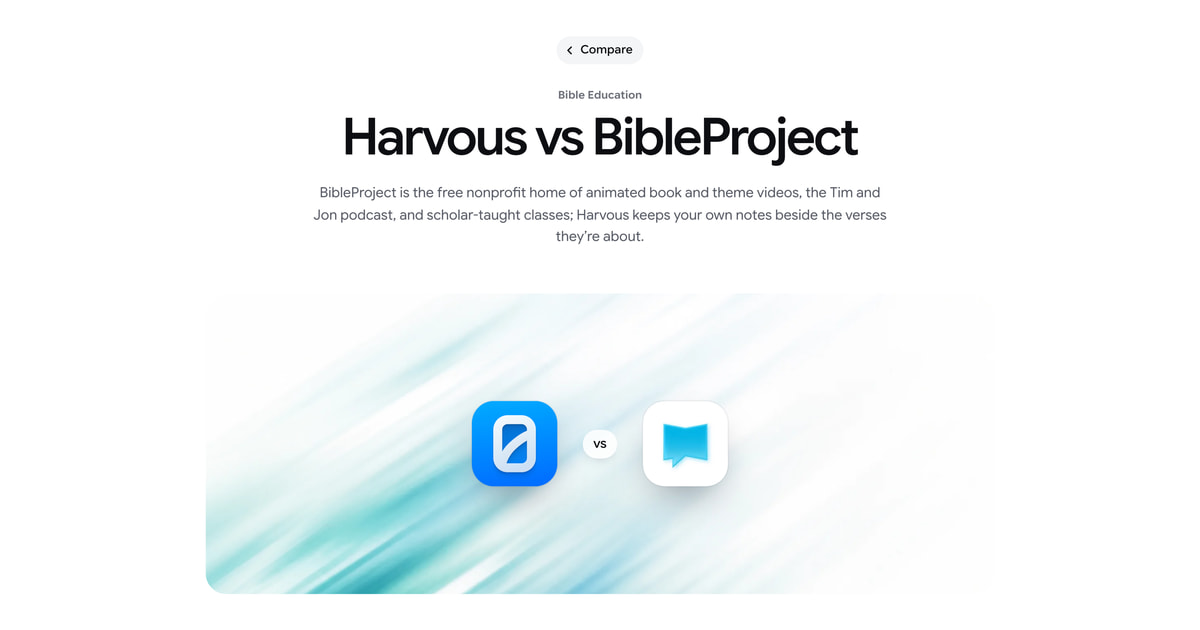 Compare
Bible Education
Harvous vs BibleProject
BibleProject is the free nonprofit home of animated book and theme videos, the Tim and
Jon podcast, and scholar-taught classes; Harvous keeps your own notes beside the verses
they’re about.
vs